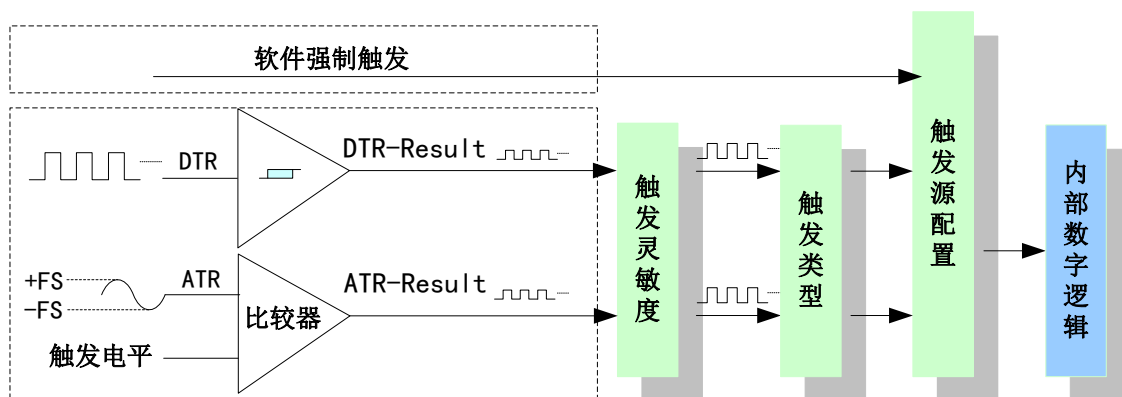 软件强制触发
DTR
DTR-Result
+FS
-FS
ATR
ATR-Result
比较器
触发电平
触发灵敏度
触发类型
触发源配置
内部数字逻辑